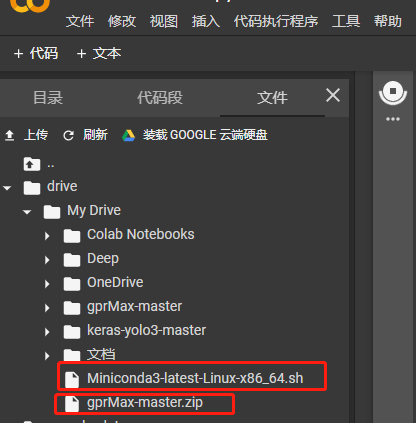 文件 修改 视图 插入 代码执行程序 工具 帮助
+ 代码 + 文本
目录 代码段 文件
上传 刷新 装载 GOOGLE 云端硬盘
..
drive
My Drive
Colab Notebooks
Deep
OneDrive
gprMax-master
keras-yolo3-master
文档
Miniconda3-latest-Linux-x86_64.sh
gprMax-master.zip